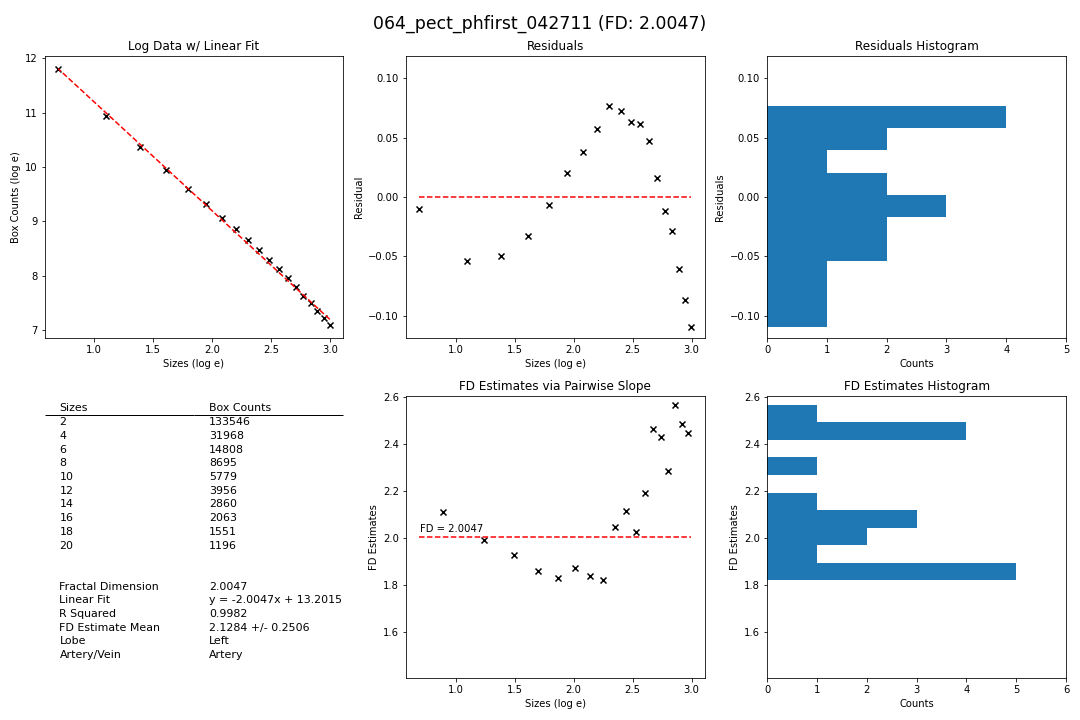 064_pect_phfirst_042711 (FD: 2.0047)
Log Data w/ Linear Fit
12
11
10
9
8
7
Box Counts (log e)
1.0 1.5 2.0 2.5 3.0
Sizes (log e)
Residuals
0.10
0.05
0.00
−0.05
−0.10
Residual
1.0 1.5 2.0 2.5 3.0
Sizes (log e)
Residuals Histogram
0.10
0.05
0.00
−0.05
−0.10
Residuals
0 1 2 3 4 5
Counts
Sizes Box Counts
2 133546
4 31968
6 14808
8 8695
10 5779
12 3956
14 2860
16 2063
18 1551
20 1196
Fractal Dimension 2.0047
Linear Fit y = -2.0047x + 13.2015
R Squared 0.9982
FD Estimate Mean 2.1284 +/- 0.2506
Lobe Left
Artery/Vein Artery
FD Estimates via Pairwise Slope
2.6
2.4
2.2
2.0
1.8
1.6
FD Estimates
FD = 2.0047
1.0 1.5 2.0 2.5 3.0
Sizes (log e)
FD Estimates Histogram
2.6
2.4
2.2
2.0
1.8
1.6
FD Estimates
0 1 2 3 4 5 6
Counts